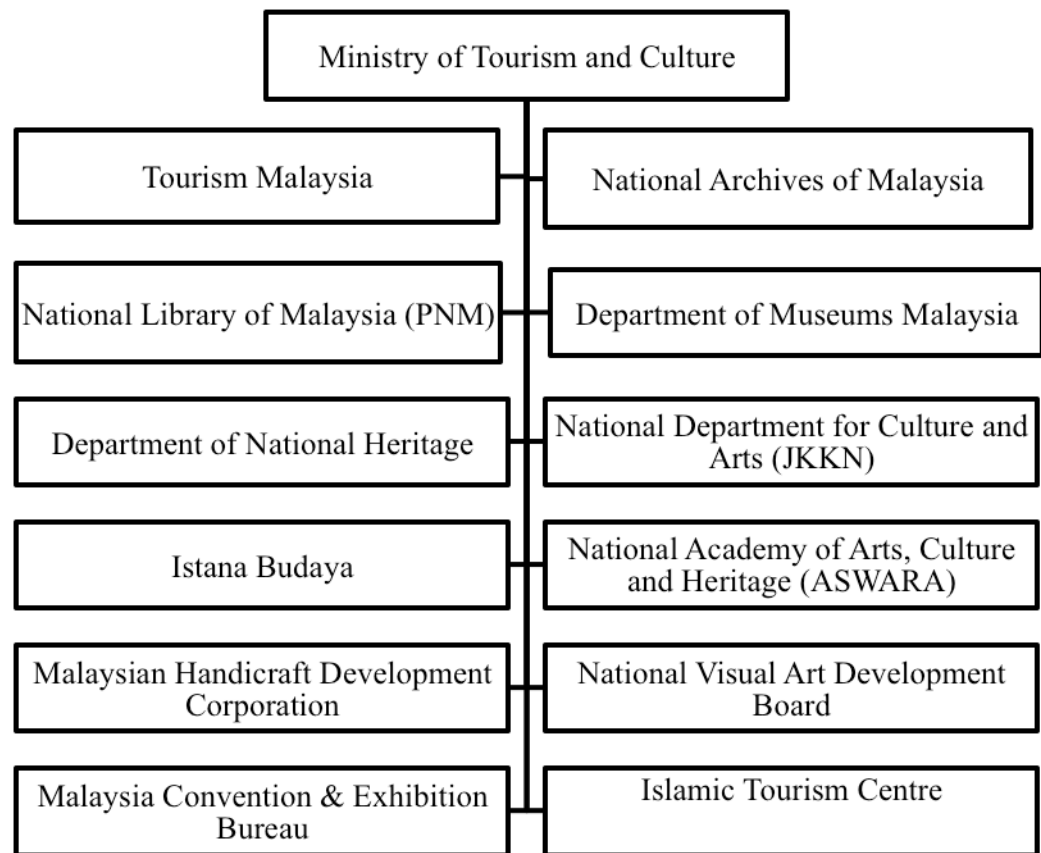 Ministry of Tourism and Culture
Tourism Malaysia
National Archives of Malaysia
National Library of Malaysia (PNM)
Department of Museums Malaysia
Department of National Heritage
National Department for Culture and
Arts (JKKN)
Istana Budaya
National Academy of Arts, Culture
and Heritage (ASWARA)
Malaysian Handicraft Development
Corporation
National Visual Art Development
Board
Malaysia Convention & Exhibition
Bureau
Islamic Tourism Centre